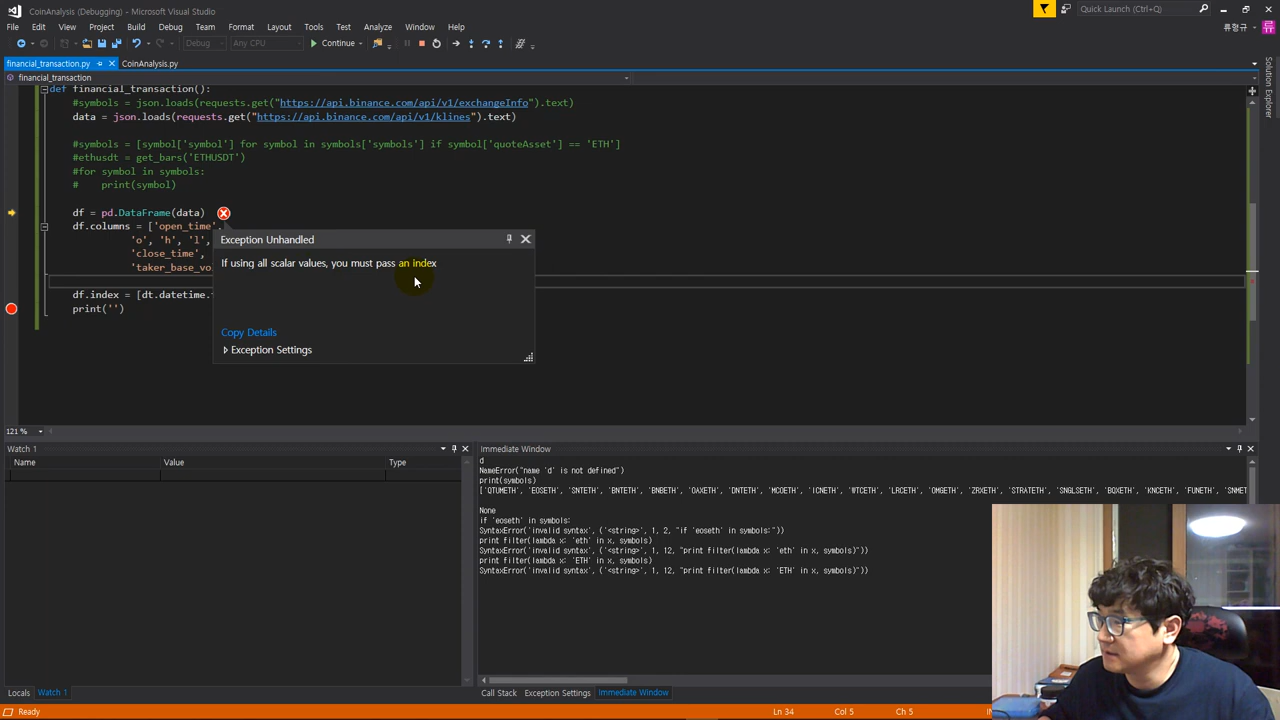 CoinAnalysis (Debugging) - Microsoft Visual Studio
Quick Launch (Ctrl+Q)
File Edit View Project Build Debug Team Format Layout Tools Test Analyze Window Help
류형규
Debug Any CPU Continue
financial_transaction.py CoinAnalysis.py
financial_transaction
Solution Explorer
def financial_transaction():
#symbols = json.loads(requests.get("https://api.binance.com/api/v1/exchangeInfo").text)
data = json.loads(requests.get("https://api.binance.com/api/v1/klines").text)
#symbols = [symbol['symbol'] for symbol in symbols['symbols'] if symbol['quoteAsset'] == 'ETH']
#ethusdt = get_bars('ETHUSDT')
#for symbol in symbols:
#    print(symbol)
df = pd.DataFrame(data)
df.columns = ['open_time',
'o', 'h', 'l',
'close_time',
'taker_base_vo
df.index = [dt.datetime.
print('')
Exception Unhandled
If using all scalar values, you must pass an index
Copy Details
Exception Settings
121 %
Watch 1
Name Value Type
Immediate Window
d
NameError("name 'd' is not defined")
print(symbols)
['QTUMETH', 'EOSETH', 'SNTETH', 'BNTETH', 'BNBETH', 'OAXETH', 'DNTETH', 'MCOETH', 'ICNETH', 'WTCETH', 'LRCETH', 'OMGETH', 'ZRXETH', 'STRATETH', 'SNGLSETH', 'BQXETH', 'KNCETH', 'FUNETH', 'SNMET
None
if 'eoseth' in symbols:
SyntaxError('invalid syntax', ('<string>', 1, 2, "if 'eoseth' in symbols:"))
print filter(lambda x: 'eth' in x, symbols)
SyntaxError('invalid syntax', ('<string>', 1, 12, "print filter(lambda x: 'eth' in x, symbols)"))
print filter(lambda x: 'ETH' in x, symbols)
SyntaxError('invalid syntax', ('<string>', 1, 12, "print filter(lambda x: 'ETH' in x, symbols)"))
Locals Watch 1
Call Stack Exception Settings Immediate Window
Ready Ln 34 Col 5 Ch 5